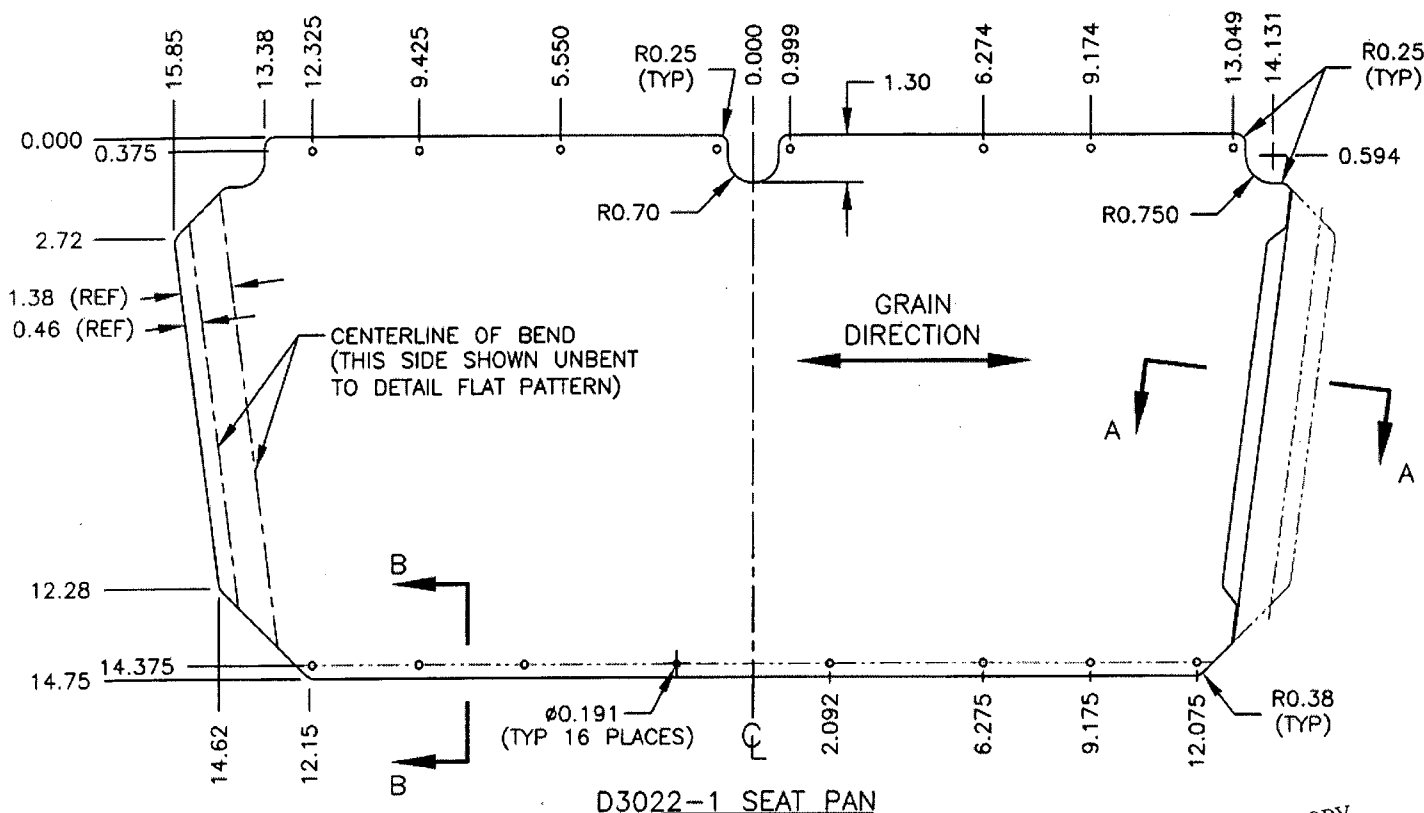 15.85
13.38
12.325
9.425
5.550
R0.25
(TYP)
0.000
0.999
1.30
6.274
9.174
13.049
14.131
R0.25
(TYP)
0.000
0.375
0.594
R0.70
R0.750
2.72
1.38 (REF)
0.46 (REF)
CENTERLINE OF BEND
(THIS SIDE SHOWN UNBENT
TO DETAIL FLAT PATTERN)
GRAIN
DIRECTION
A
A
B
12.28
14.375
14.75
ø0.191
(TYP 16 PLACES)
R0.38
(TYP)
14.62
12.15
B
℄
2.092
6.275
9.175
12.075
D3022-1 SEAT PAN